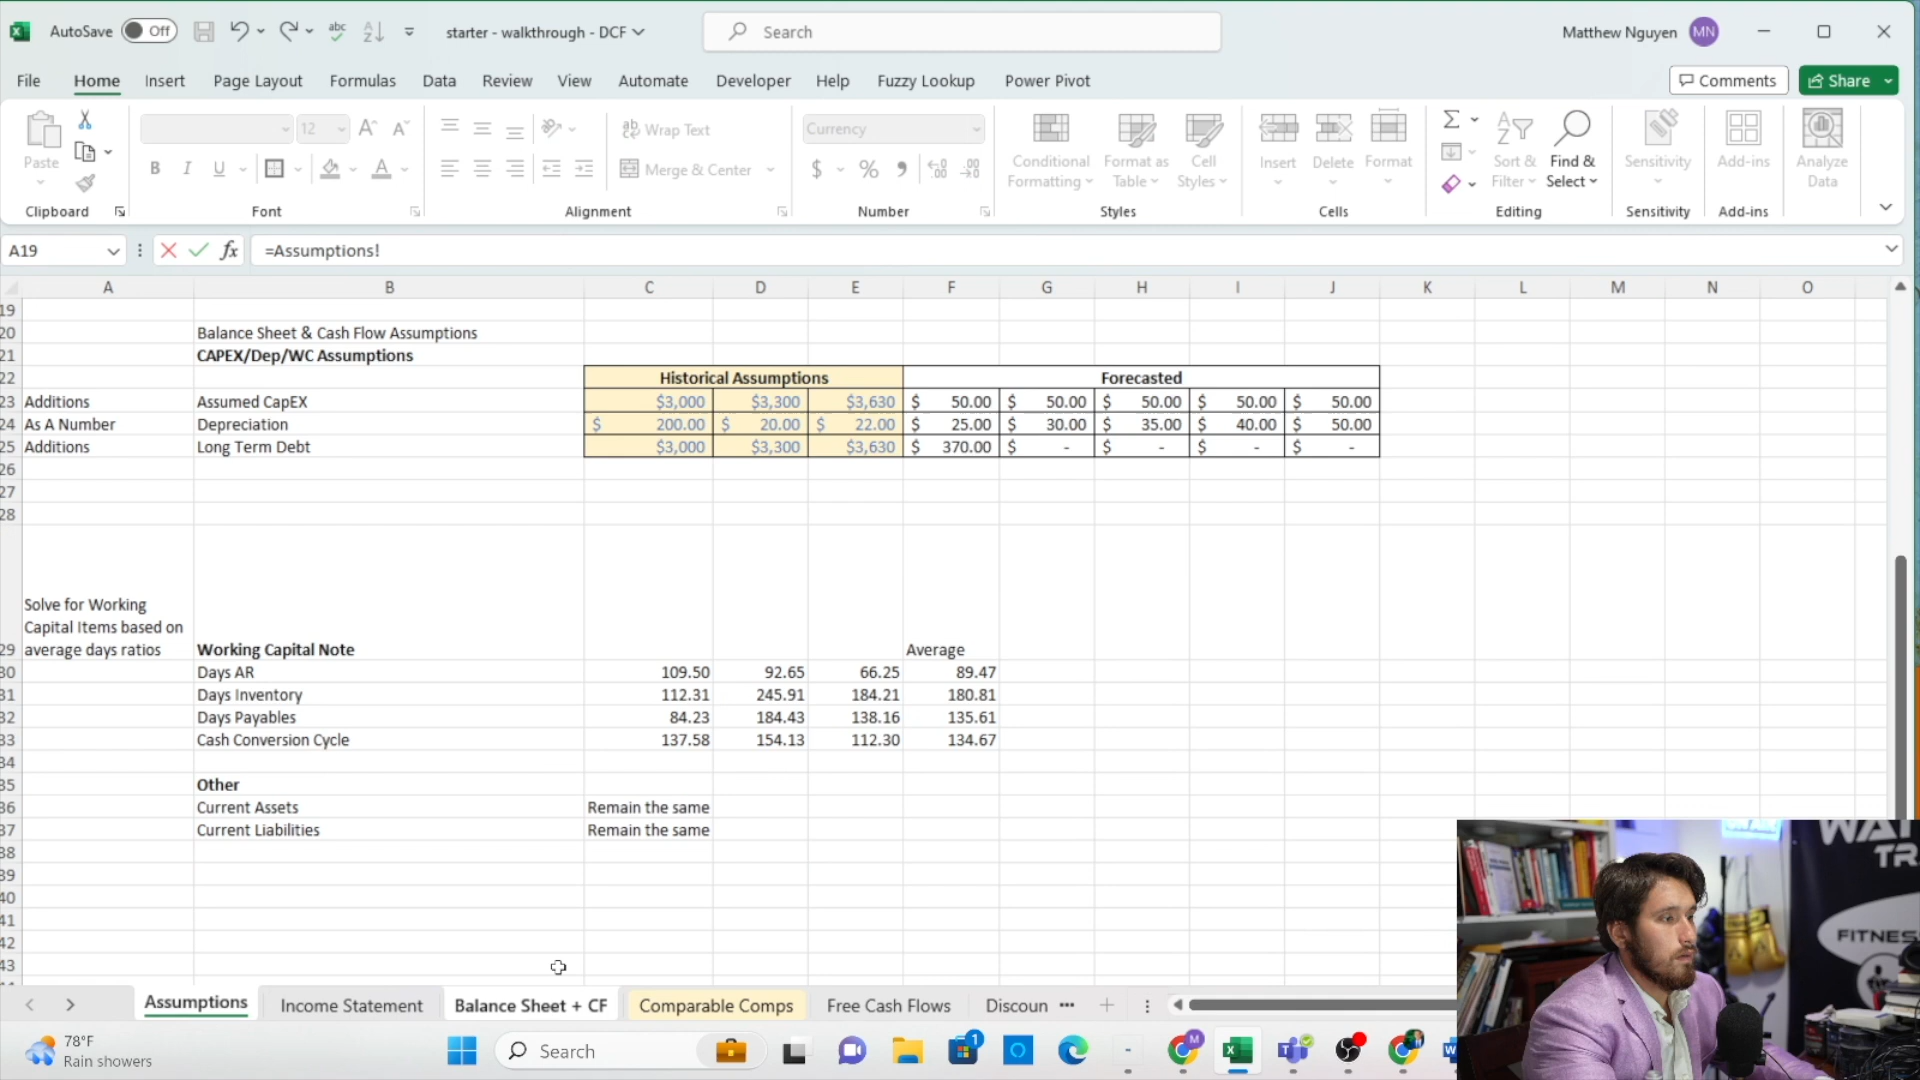 AutoSave Off starter - walkthrough - DCF Search Matthew Nguyen MN
File Home Insert Page Layout Formulas Data Review View Automate Developer Help Fuzzy Lookup Power Pivot Comments Share
Paste 12 Wrap Text Currency Conditional Formatting Format as Table Cell Styles Insert Delete Format Sort & Filter Find & Select Sensitivity Add-ins Analyze Data
Merge & Center
Clipboard Font Alignment Number Styles Cells Editing Sensitivity Add-ins
A19 fx =Assumptions!
A B C D E F G H I J K L M N O
19
20 Balance Sheet & Cash Flow Assumptions
21 CAPEX/Dep/WC Assumptions
22 Historical Assumptions Forecasted
23 Additions Assumed CapEX $3,000 $3,300 $3,630 $ 50.00 $ 50.00 $ 50.00 $ 50.00 $ 50.00
24 As A Number Depreciation $ 200.00 $ 20.00 $ 22.00 $ 25.00 $ 30.00 $ 35.00 $ 40.00 $ 50.00
25 Additions Long Term Debt $3,000 $3,300 $3,630 $ 370.00 $ - $ - $ - $ -
26
27
28
Solve for Working
Capital Items based on
29 average days ratios Working Capital Note Average
30 Days AR 109.50 92.65 66.25 89.47
31 Days Inventory 112.31 245.91 184.21 180.81
32 Days Payables 84.23 184.43 138.16 135.61
33 Cash Conversion Cycle 137.58 154.13 112.30 134.67
34
35 Other
36 Current Assets Remain the same
37 Current Liabilities Remain the same
38
39
40
41
42
43
Assumptions Income Statement Balance Sheet + CF Comparable Comps Free Cash Flows Discoun ...
78°F
Rain showers
Search
FITNES